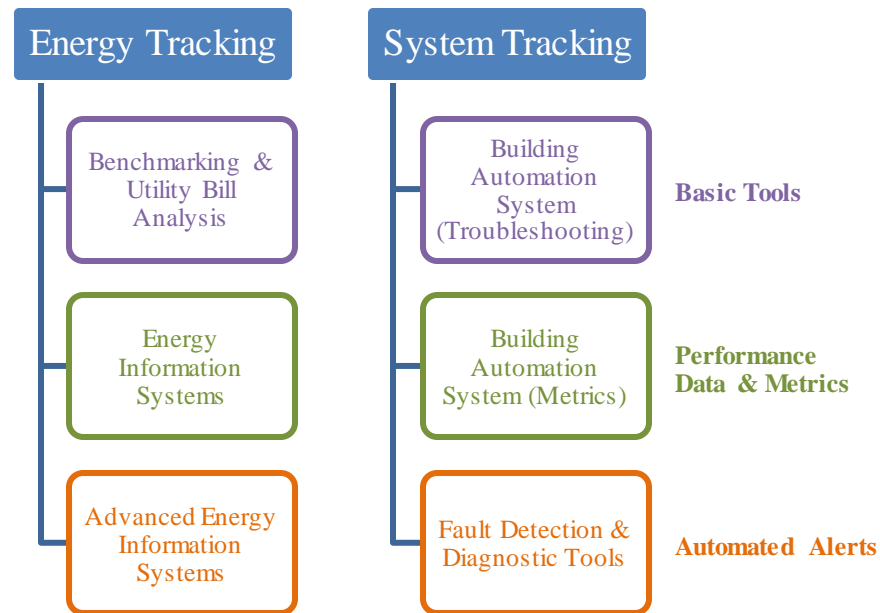 Energy Tracking
Benchmarking &
Utility Bill
Analysis
Energy
Information
Systems
Advanced Energy
Information
Systems
System Tracking
Building
Automation
System
(Troubleshooting)
Building
Automation
System (Metrics)
Fault Detection &
Diagnostic Tools
Basic Tools
Performance
Data & Metrics
Automated Alerts